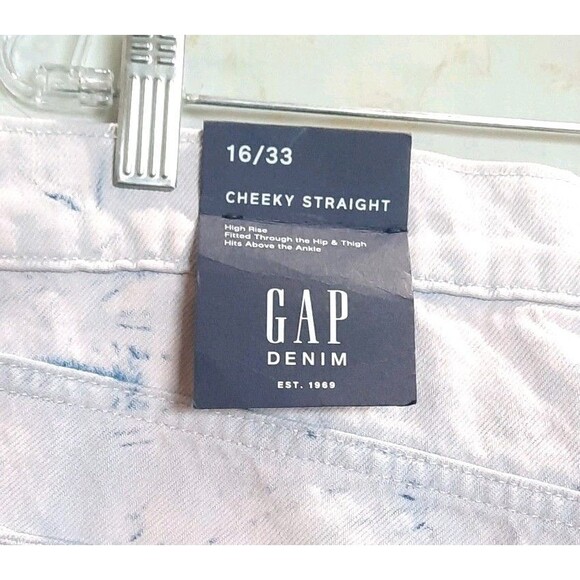 16/33
CHEEKY STRAIGHT
High Rise
Fitted Through the Hip & Thigh
Hits Above the Ankle
GAP
DENIM
EST. 1969